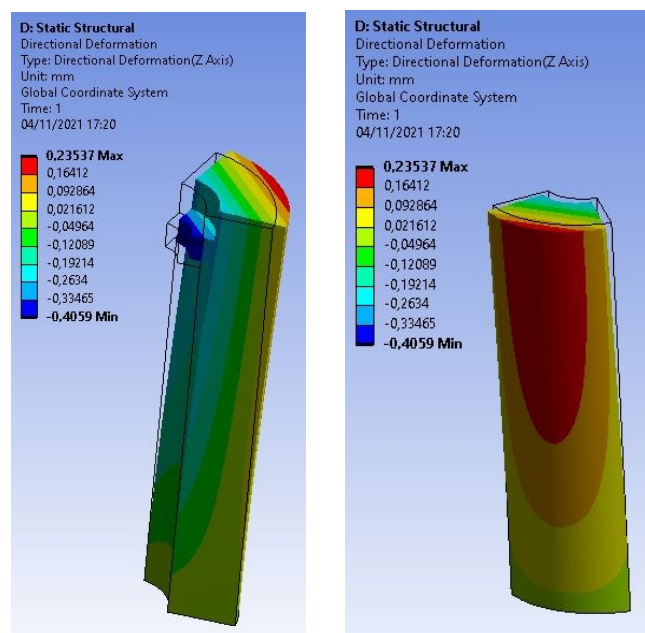 D: Static Structural
Directional Deformation
Type: Directional Deformation(Z Axis)
Unit: mm
Global Coordinate System
Time: 1
04/11/2021 17:20
0,23537 Max
0,16412
0,092864
0,021612
-0,04964
-0,12089
-0,19214
-0,2634
-0,33465
-0,4059 Min
D: Static Structural
Directional Deformation
Type: Directional Deformation(Z Axis)
Unit: mm
Global Coordinate System
Time: 1
04/11/2021 17:20
0,23537 Max
0,16412
0,092864
0,021612
-0,04964
-0,12089
-0,19214
-0,2634
-0,33465
-0,4059 Min